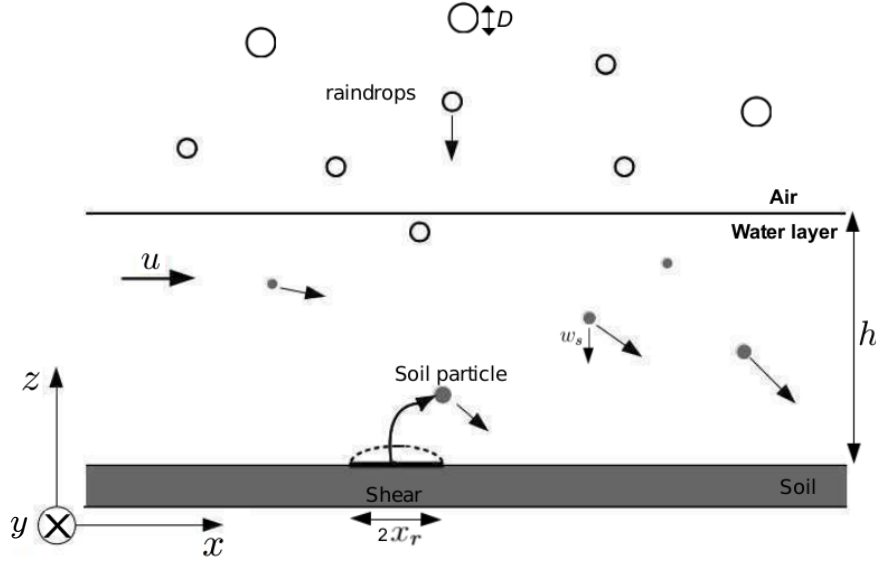 D
raindrops
Air
Water layer
u
w_s
h
Soil particle
z
Shear
Soil
y
x
2x_r